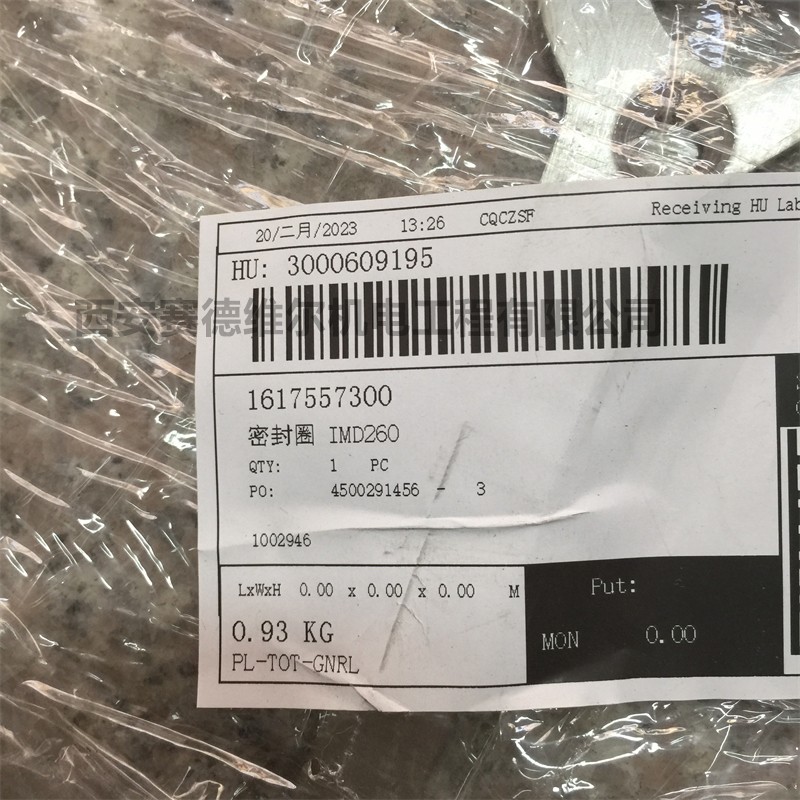 20/二月/2023 13:26 CQCZSF Receiving HU Lab
HU: 3000609195
西安赛德维尔机电工程有限公司
1617557300
密封圈 IMD260
QTY: 1 PC
PO: 4500291456 - 3
1002946
LxWxH 0.00 x 0.00 x 0.00 M
Put:
0.93 KG
MON 0.00
PL-TOT-GNRL